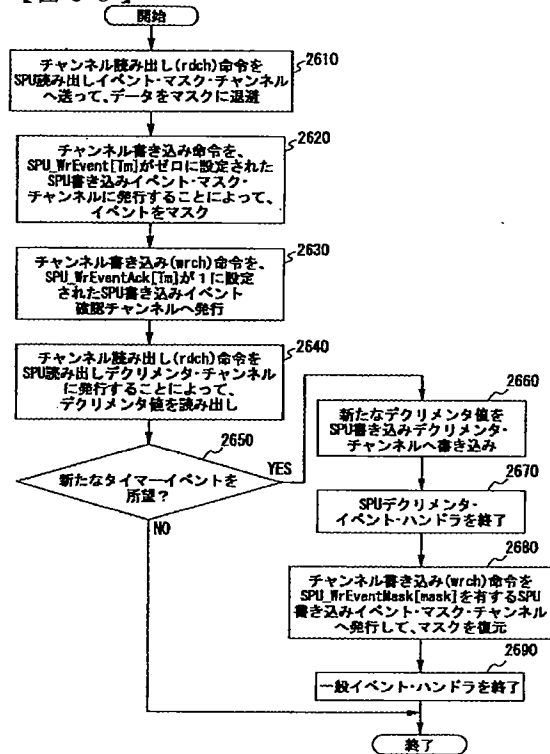 開始
2610
チャンネル読み出し(rdch)命令を
SPU読み出しイベント・マスク・チャンネル
へ送って、データをマスクに退避
2620
チャンネル書き込み命令を、
SPU_WrEvent[Tm]がゼロに設定された
SPU書き込みイベント・マスク・
チャンネルに発行することによって、
イベントをマスク
2630
チャンネル書き込み(wrch)命令を、
SPU_WrEventAck[Tm]が1に設定
されたSPU書き込みイベント
確認チャンネルへ発行
2640
チャンネル読み出し(rdch)命令を
SPU読み出しデクリメンタ・チャンネル
に発行することによって、
デクリメンタ値を読み出し
2650
新たなタイマーイベントを
所望?
YES
NO
2660
新たなデクリメンタ値を
SPU書き込みデクリメンタ・
チャンネルへ書き込み
2670
SPUデクリメンタ・
イベント・ハンドラを終了
2680
チャンネル書き込み(wrch)命令を
SPU_WrEventMask[mask]を有するSPU
書き込みイベント・マスク・チャンネル
へ発行して、マスクを復元
2690
一般イベント・ハンドラを終了
終了